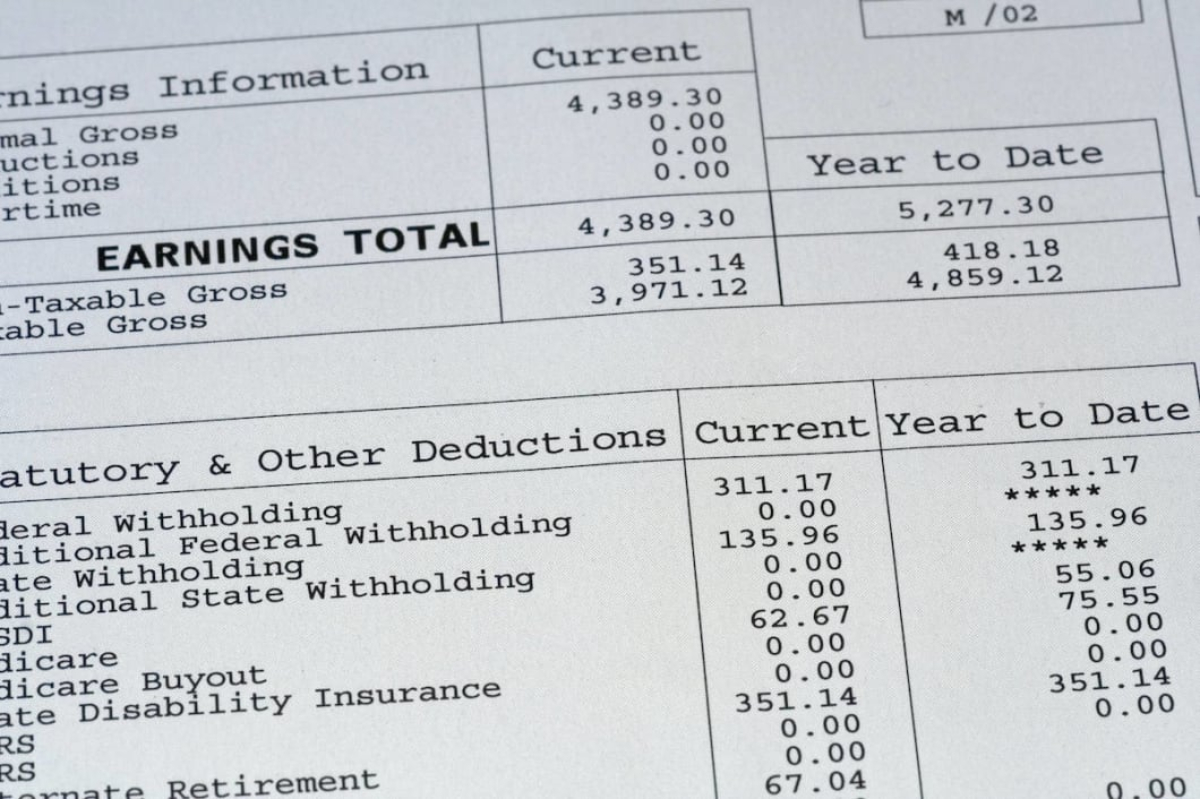 M /02
rnings Information Current
mal Gross 4,389.30
uctions 0.00
itions 0.00
rtime 0.00
Year to Date
EARNINGS TOTAL 4,389.30 5,277.30
-Taxable Gross 351.14 418.18
able Gross 3,971.12 4,859.12
atutory & Other Deductions Current Year to Date
deral Withholding 311.17 311.17
ditional Federal Withholding 0.00 *****
ate Withholding 135.96 135.96
ditional State Withholding 0.00 *****
SDI 0.00 55.06
dicare 62.67 75.55
dicare Buyout 0.00 0.00
ate Disability Insurance 0.00 0.00
RS 351.14 351.14
RS 0.00 0.00
ternate Retirement 0.00
67.04 0.00